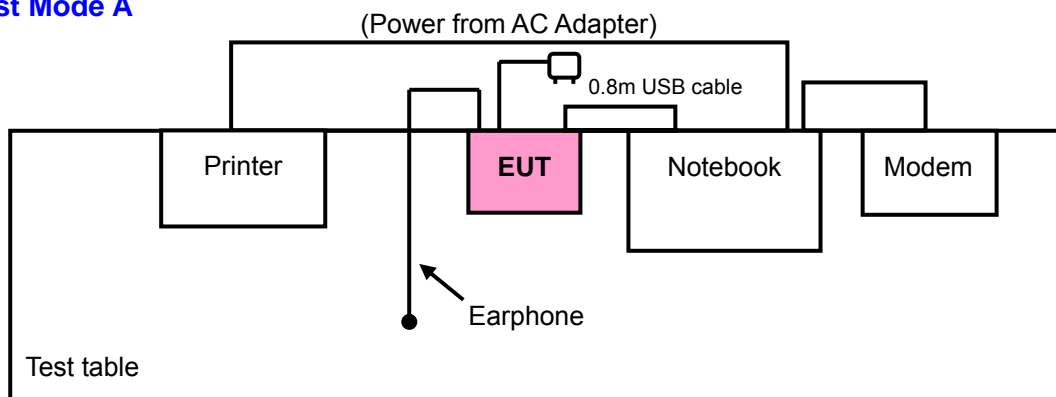 st Mode A
(Power from AC Adapter)
0.8m USB cable
Printer
EUT
Notebook
Modem
Earphone
Test table